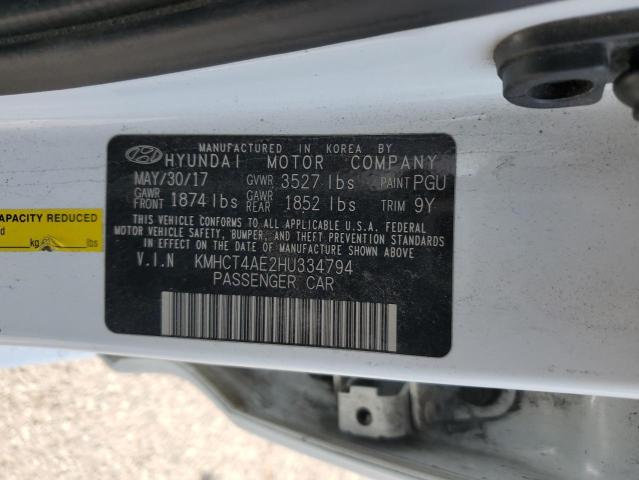 MANUFACTURED IN KOREA BY
HYUNDAI MOTOR COMPANY
MAY/30/17 GVWR 3527 lbs PAINT PGU
GAWR FRONT 1874 lbs GAWR REAR 1852 lbs TRIM 9Y
THIS VEHICLE CONFORMS TO ALL APPLICABLE U.S.A. FEDERAL
MOTOR VEHICLE SAFETY, BUMPER, AND THEFT PREVENTION STANDARDS
IN EFFECT ON THE DATE OF MANUFACTURE SHOWN ABOVE.
V.I.N KMHCT4AE2HU334794
PASSENGER CAR
CAPACITY REDUCED
kg lbs